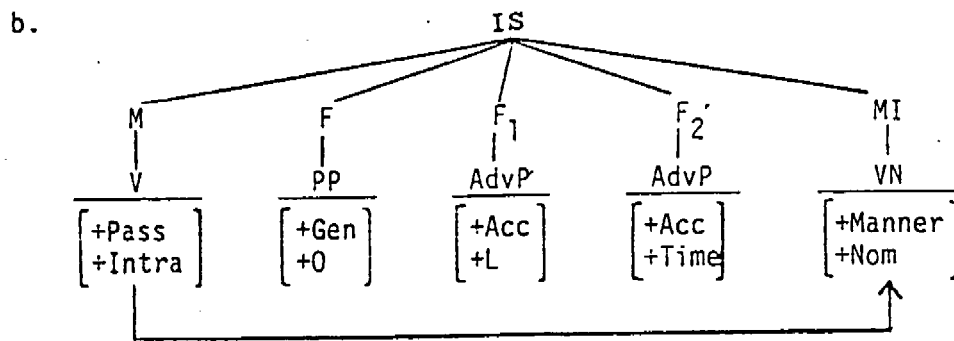 b. IS
M F F1 F2' MI
V PP AdvP AdvP VN
[+Pass [+Gen [+Acc [+Acc [+Manner
+Intra] +O] +L] +Time] +Nom]